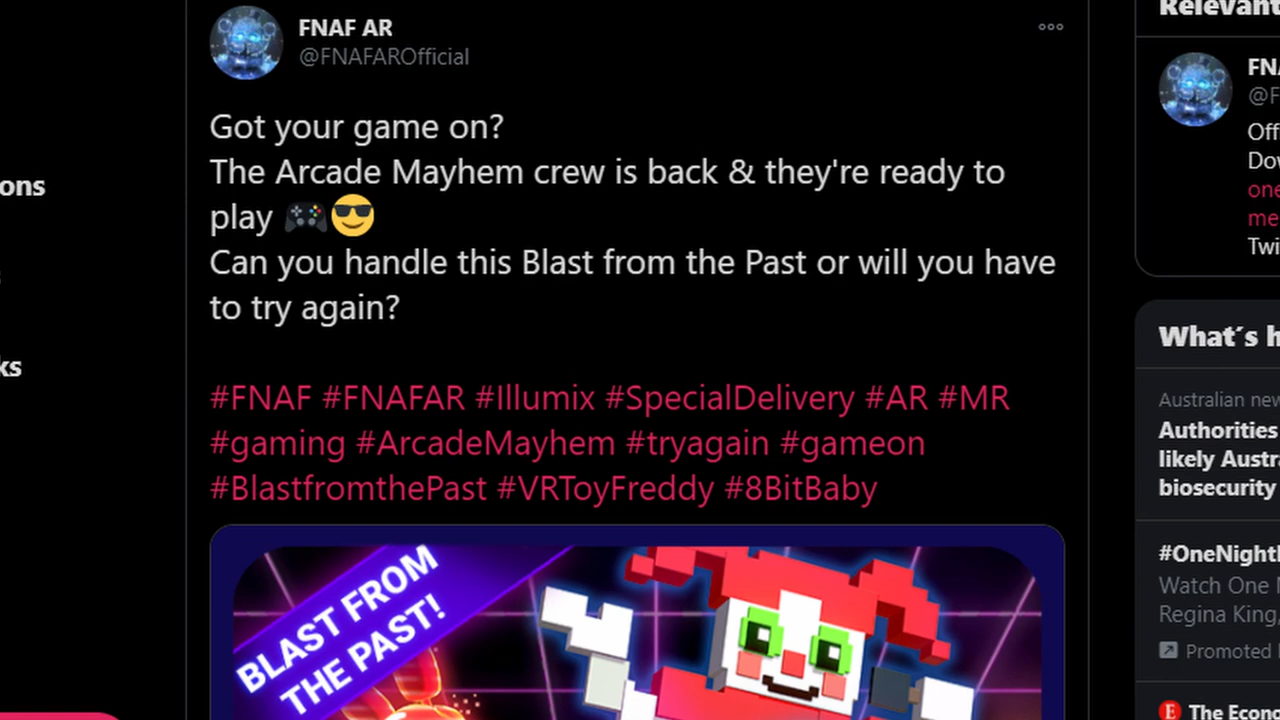 FNAF AR
@FNAFAROfficial
Got your game on?
The Arcade Mayhem crew is back & they're ready to
play 🎮😎
Can you handle this Blast from the Past or will you have
to try again?
#FNAF #FNAFAR #Illumix #SpecialDelivery #AR #MR
#gaming #ArcadeMayhem #tryagain #gameon
#BlastfromthePast #VRToyFreddy #8BitBaby
BLAST FROM
THE PAST!
ons
ks
Relevant
FNA
@F
Off
Dov
one
me
Twi
What's h
Australian new
Authorities
likely Austra
biosecurity
#OneNight
Watch One
Regina King,
Promoted
The Econ